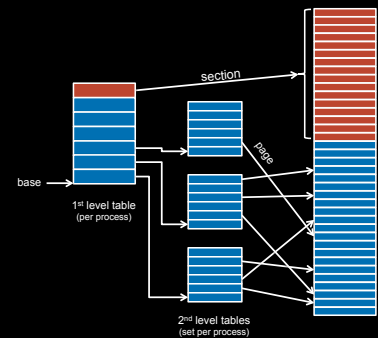 section
page
base
1st level table
(per process)
2nd level tables
(set per process)